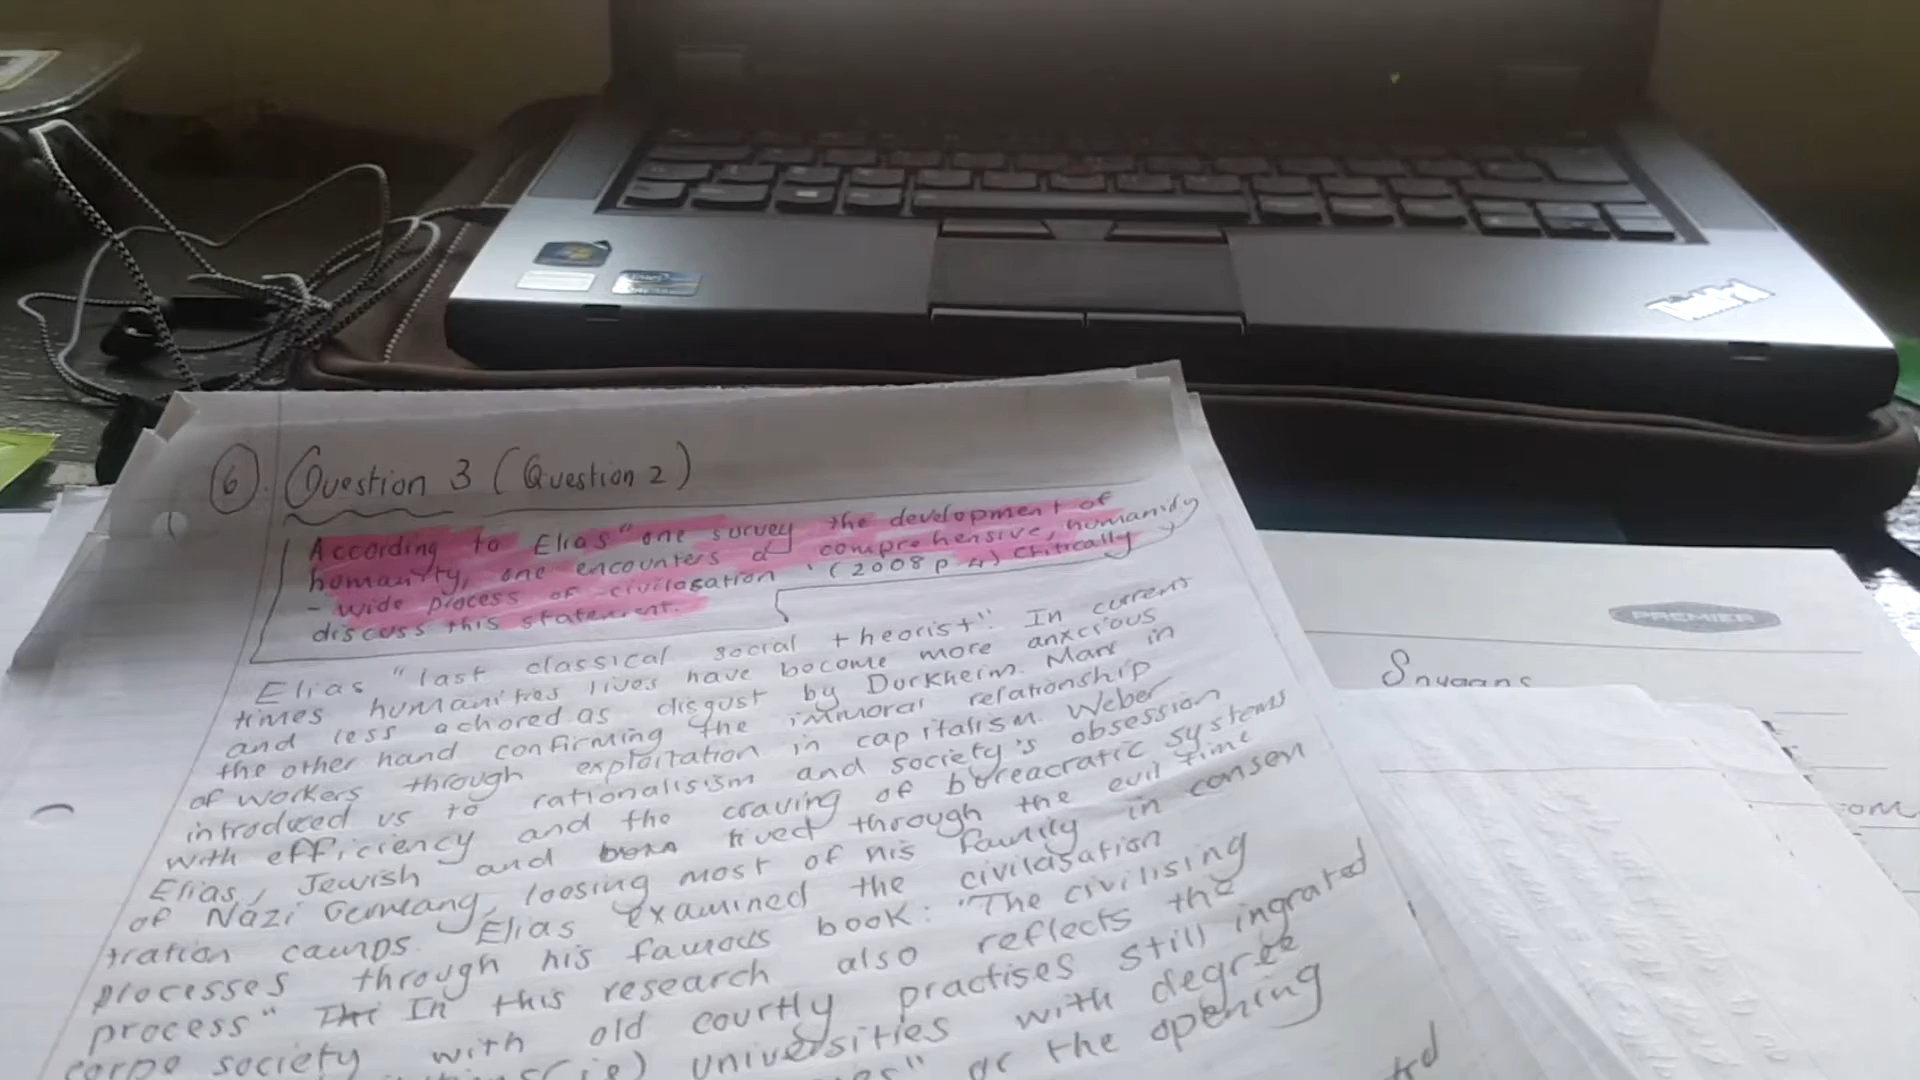 ThinkPad
6. Question 3 (Question 2)
According to Elias "one survey the development of
humanity, one encounters a comprehensive, humanity
- wide process of civilasation" (2008 p 4) Critically
discuss this statement.
Elias "last classical social theorist". In current
times humanities lives have become more anxcious
and less achored as disgust by Durkheim. Marx in
the other hand confirming the immoral relationship
of workers through exploitation in capitalism. Weber
introduced us to rationalisism and society's obsession
with efficiency and the craving of boreacratic systems
Elias, Jewish and lived through the evil time
of Nazi Germany, loosing most of his family in consen
tration camps. Elias examined the civilasation
processes through his famous book: "The civilising
process" In this research also reflects the
society with old courtly practises still ingrated
universities with degree
or the opening
PREMIER